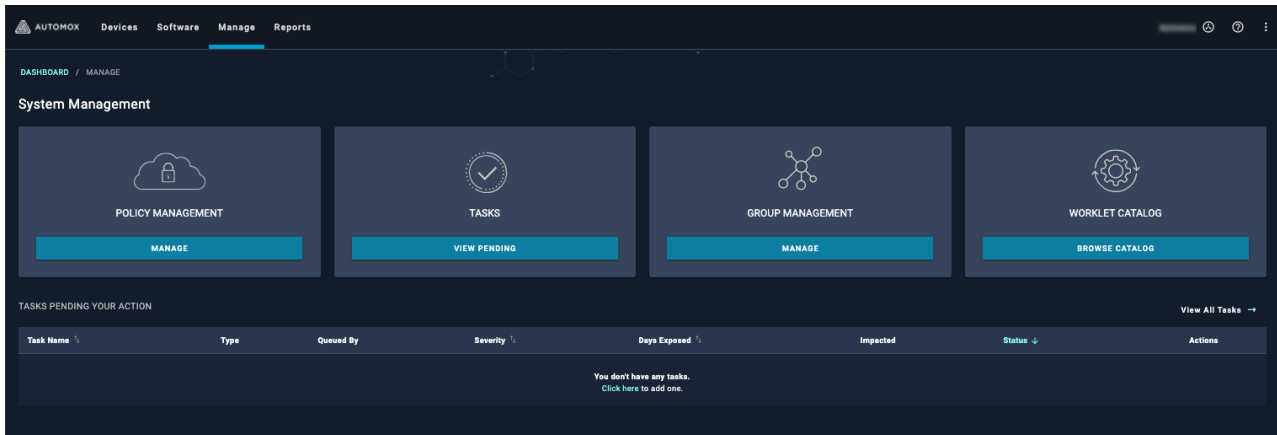 AUTOMOX Devices Software Manage Reports
DASHBOARD / MANAGE
System Management
POLICY MANAGEMENT
MANAGE
TASKS
VIEW PENDING
GROUP MANAGEMENT
MANAGE
WORKLET CATALOG
BROWSE CATALOG
TASKS PENDING YOUR ACTION
View All Tasks →
Task Name Type Queued By Severity Days Exposed Impacted Status ↓ Actions
You don't have any tasks.
Click here to add one.